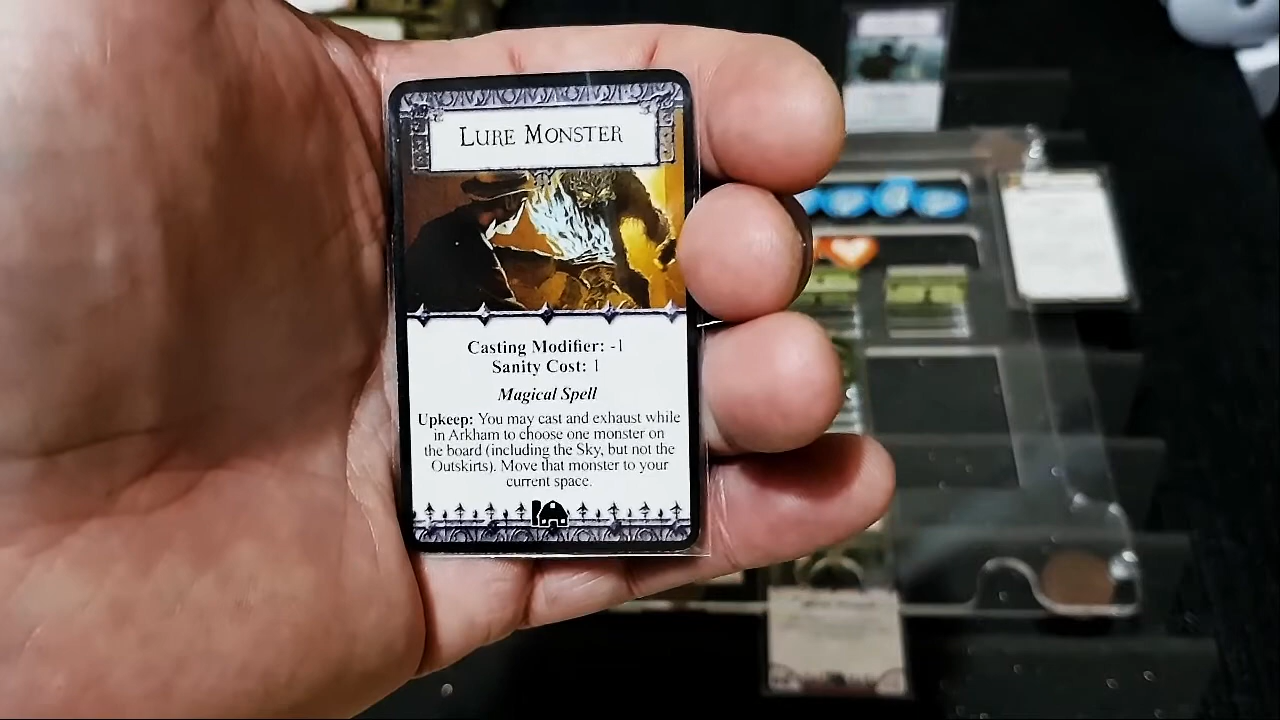 LURE MONSTER
Casting Modifier: -1
Sanity Cost: 1
Magical Spell
Upkeep: You may cast and exhaust while
in Arkham to choose one monster on
the board (including the Sky, but not the
Outskirts). Move that monster to your
current space.